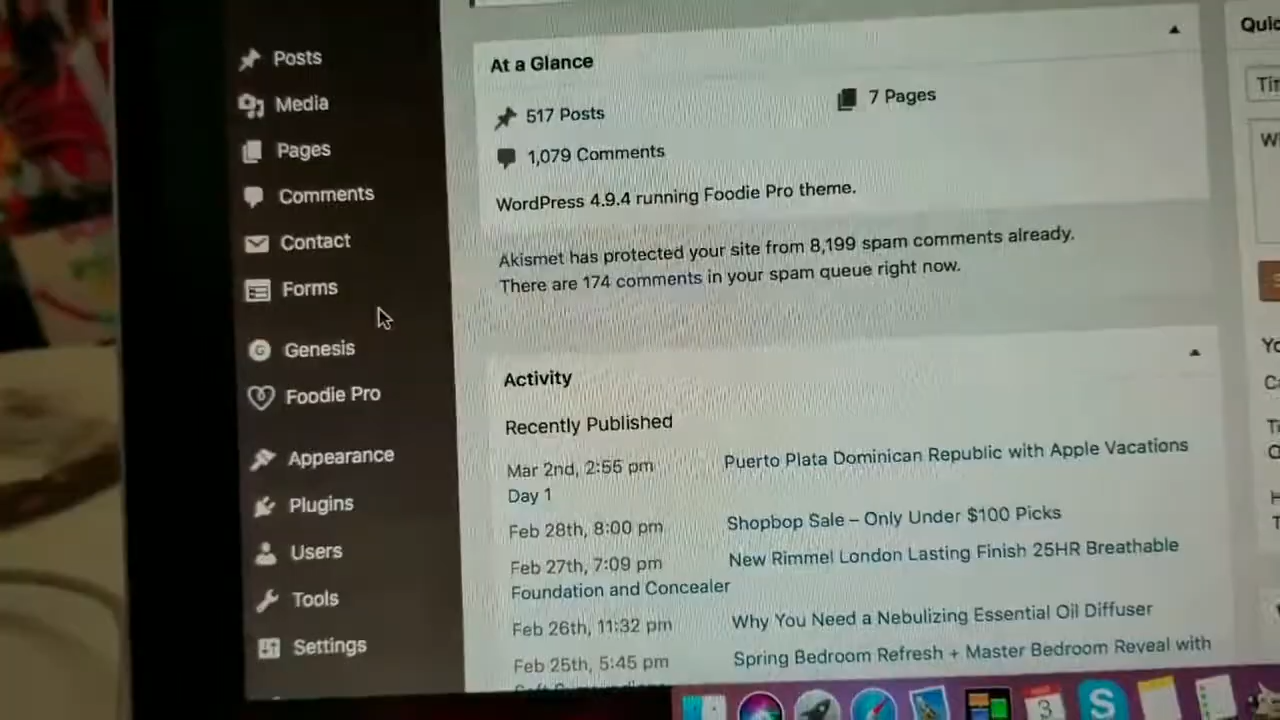 Posts
Media
Pages
Comments
Contact
Forms
Genesis
Foodie Pro
Appearance
Plugins
Users
Tools
Settings
At a Glance
517 Posts
7 Pages
1,079 Comments
WordPress 4.9.4 running Foodie Pro theme.
Akismet has protected your site from 8,199 spam comments already.
There are 174 comments in your spam queue right now.
Activity
Recently Published
Mar 2nd, 2:55 pm Puerto Plata Dominican Republic with Apple Vacations
Day 1
Feb 28th, 8:00 pm Shopbop Sale – Only Under $100 Picks
Feb 27th, 7:09 pm New Rimmel London Lasting Finish 25HR Breathable
Foundation and Concealer
Feb 26th, 11:32 pm Why You Need a Nebulizing Essential Oil Diffuser
Feb 25th, 5:45 pm Spring Bedroom Refresh + Master Bedroom Reveal with
3
S